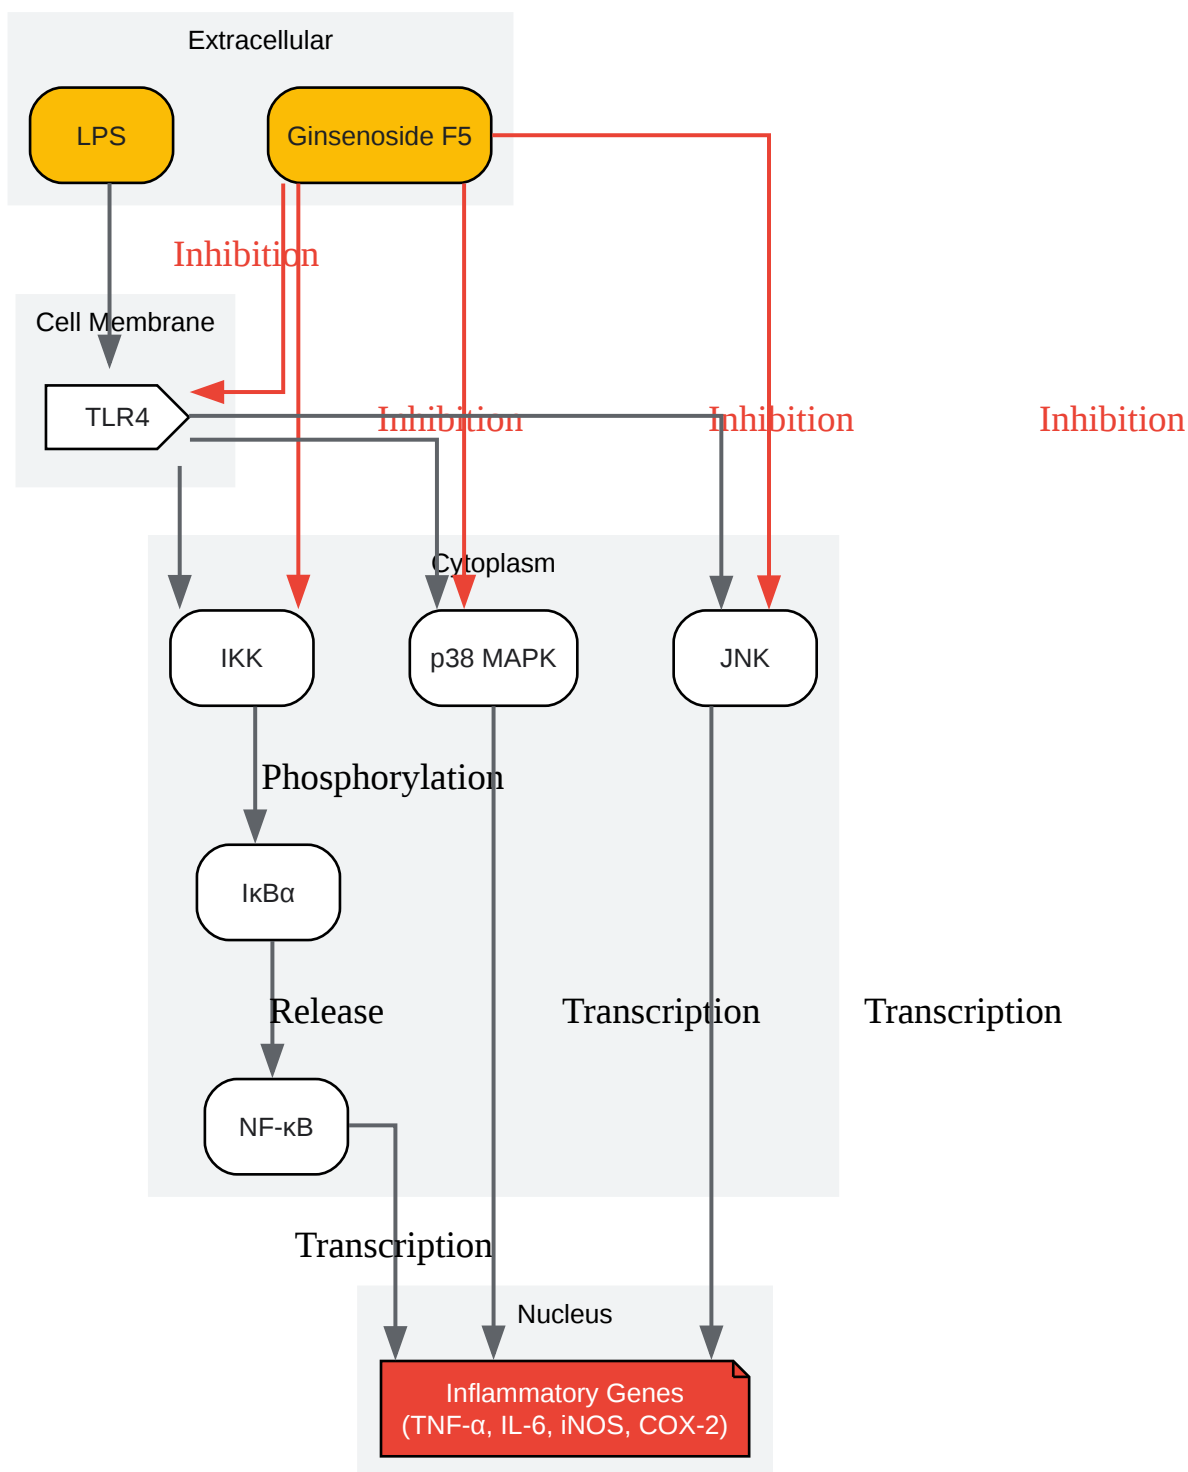 Extracellular
LPS
Ginsenoside F5
Inhibition
Cell Membrane
TLR4
Inhibition
Inhibition
Inhibition
Cytoplasm
IKK
p38 MAPK
JNK
Phosphorylation
IκBα
Release
Transcription
Transcription
NF-κB
Transcription
Nucleus
Inflammatory Genes
(TNF-α, IL-6, iNOS, COX-2)